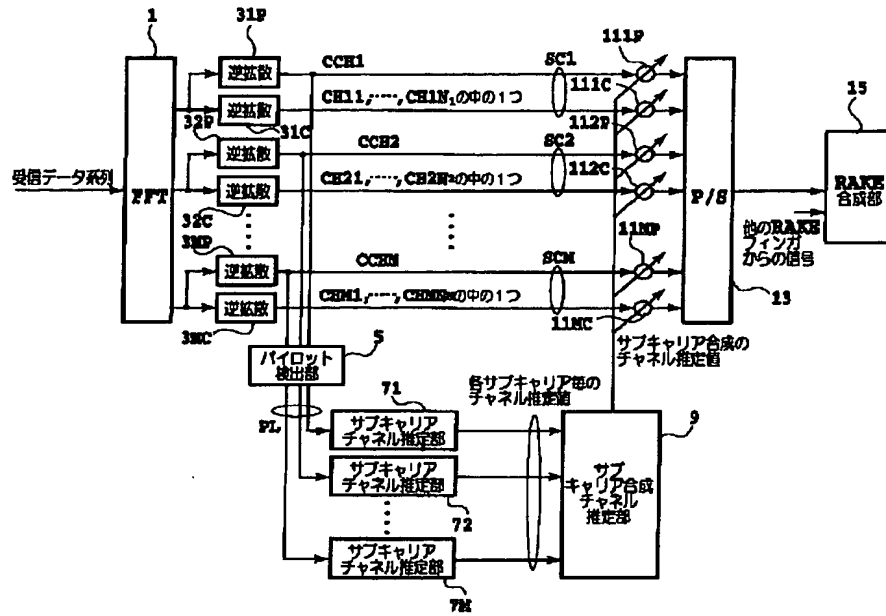 1
31P
逆拡散
CCH1
SC1
111P
逆拡散
CH11,‥‥,CH1N₁の中の1つ
111C
32P
31C
112P
15
逆拡散
CCH2
SC2
112C
RAKE
合成部
受信データ系列
FFT
逆拡散
CH21,‥‥,CH2N₂の中の1つ
P/S
32C
3MP
他のRAKE
フィンガ
からの信号
11MP
逆拡散
CCHM
SCM
逆拡散
CHM1,‥‥,CHMNMの中の1つ
13
3MC
11MC
5
サブキャリア合成の
チャネル推定値
パイロット
検出部
71
各サブキャリア毎の
チャネル推定値
9
PL
サブキャリア
チャネル推定部
サブキャリア
チャネル推定部
72
サブ
キャリア合成
チャネル
推定部
サブキャリア
チャネル推定部
7M